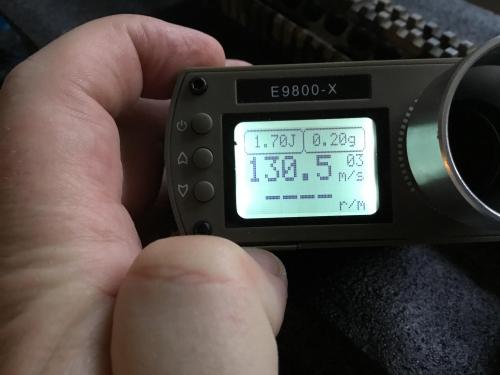 E9800-X
1.70J 0.20g
130.5 03
m/s
---- r/m